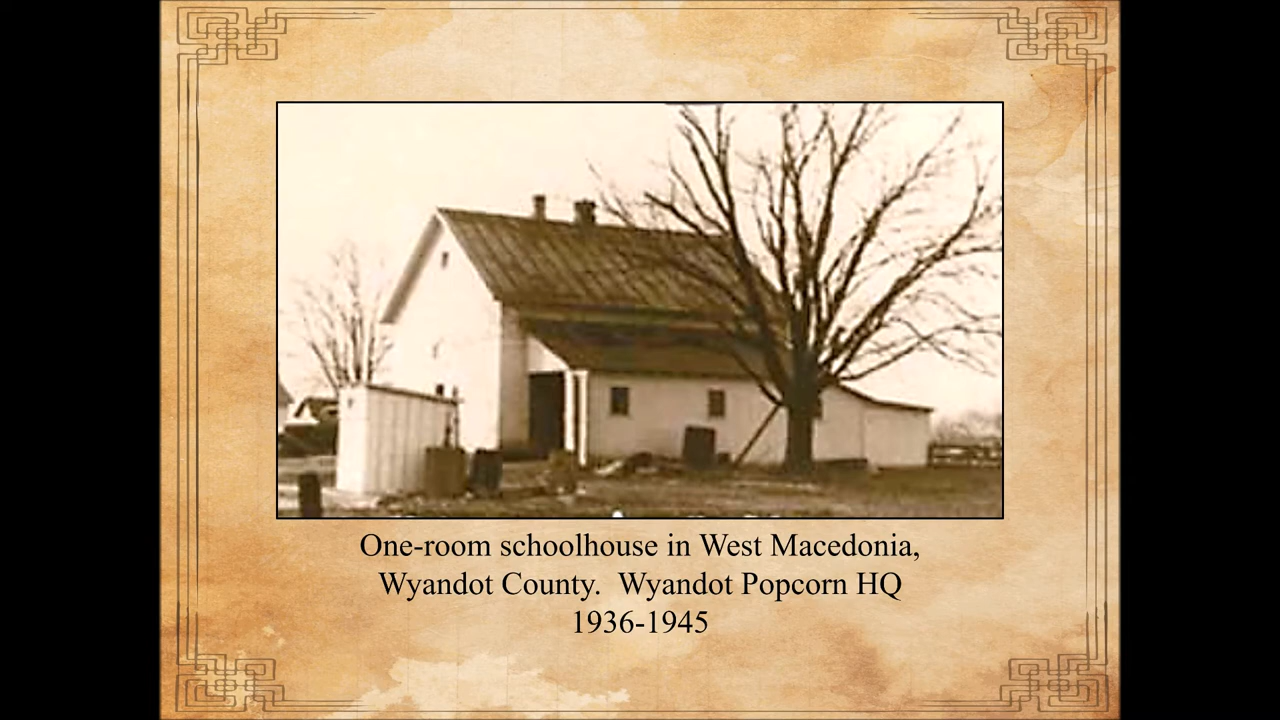 One-room schoolhouse in West Macedonia,
Wyandot County.  Wyandot Popcorn HQ
1936-1945